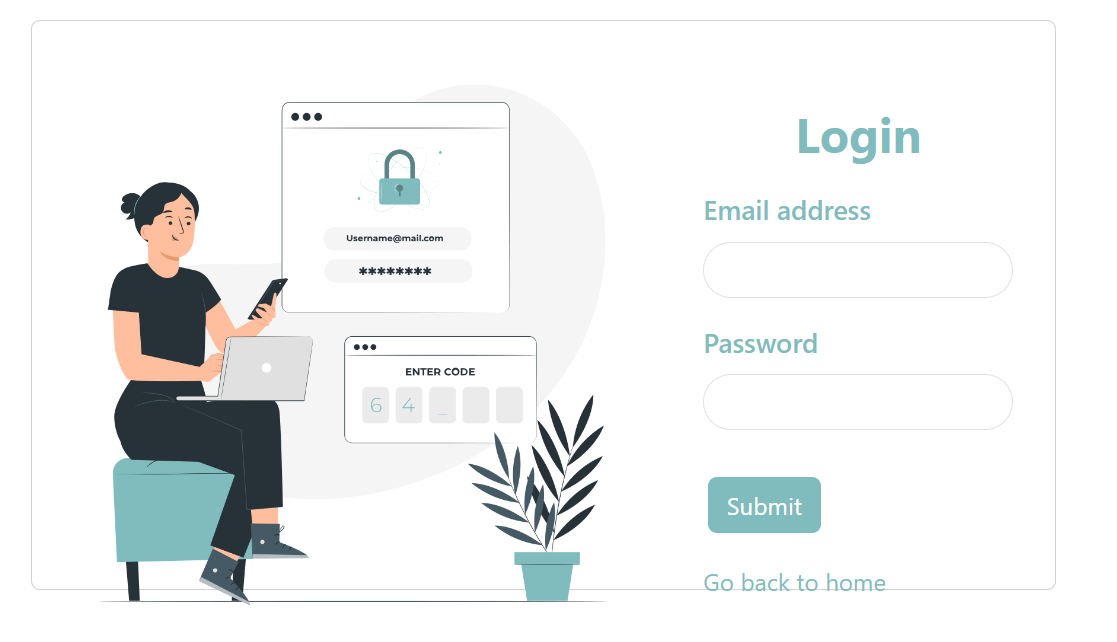 Login
Email address
Username@mail.com
********
Password
ENTER CODE
6 4 _
Submit
Go back to home